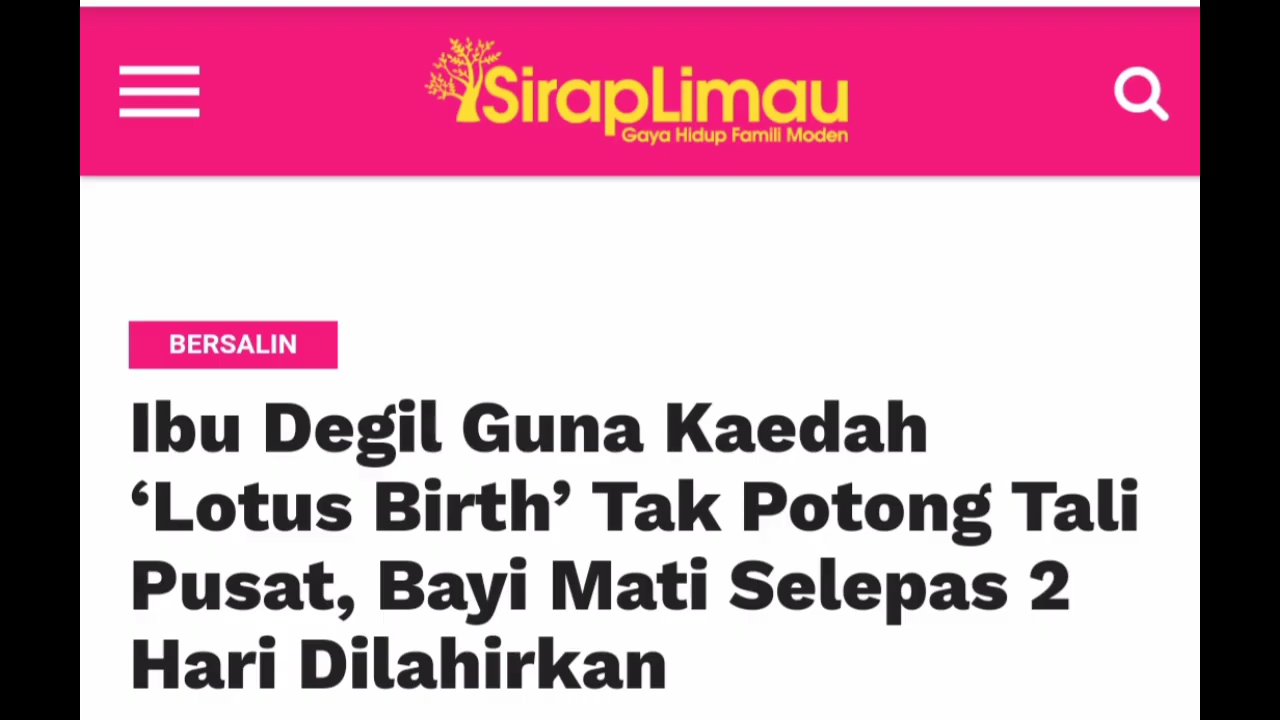 SirapLimau
Gaya Hidup Famili Moden
BERSALIN
Ibu Degil Guna Kaedah
‘Lotus Birth’ Tak Potong Tali
Pusat, Bayi Mati Selepas 2
Hari Dilahirkan